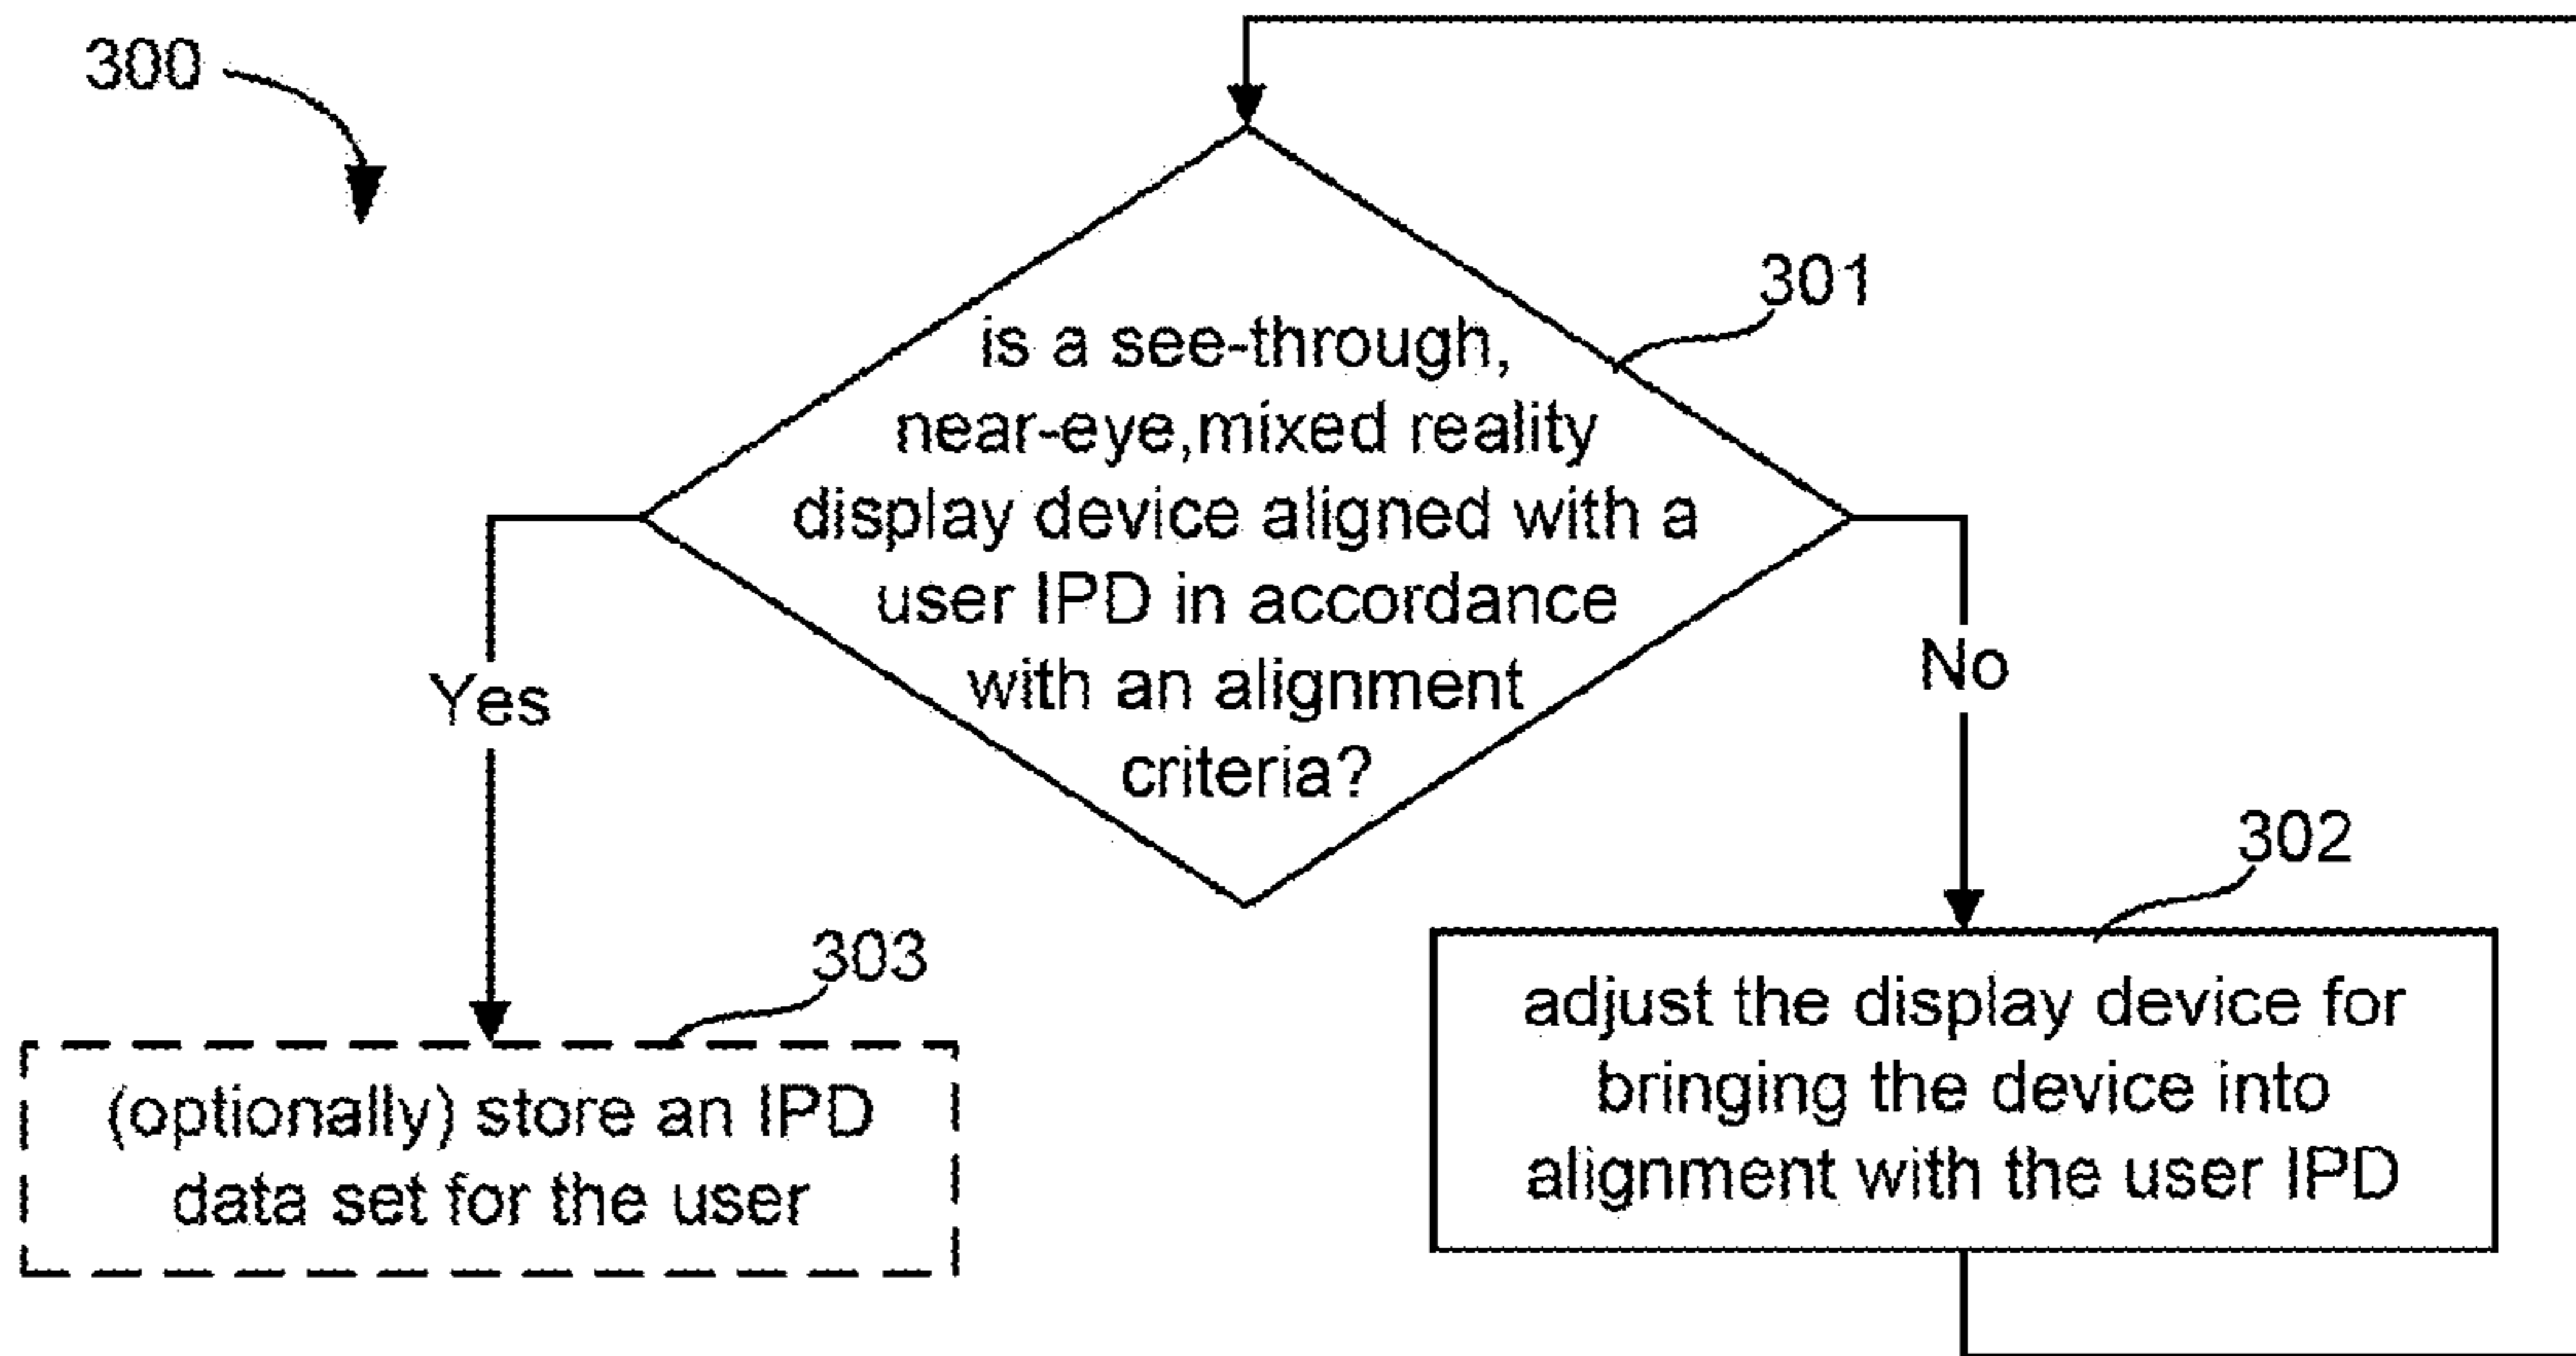 300
301
is a see-through,
near-eye,mixed reality
display device aligned with a
user IPD in accordance
with an alignment
criteria?
Yes
No
302
303
adjust the display device for
bringing the device into
alignment with the user IPD
(optionally) store an IPD
data set for the user